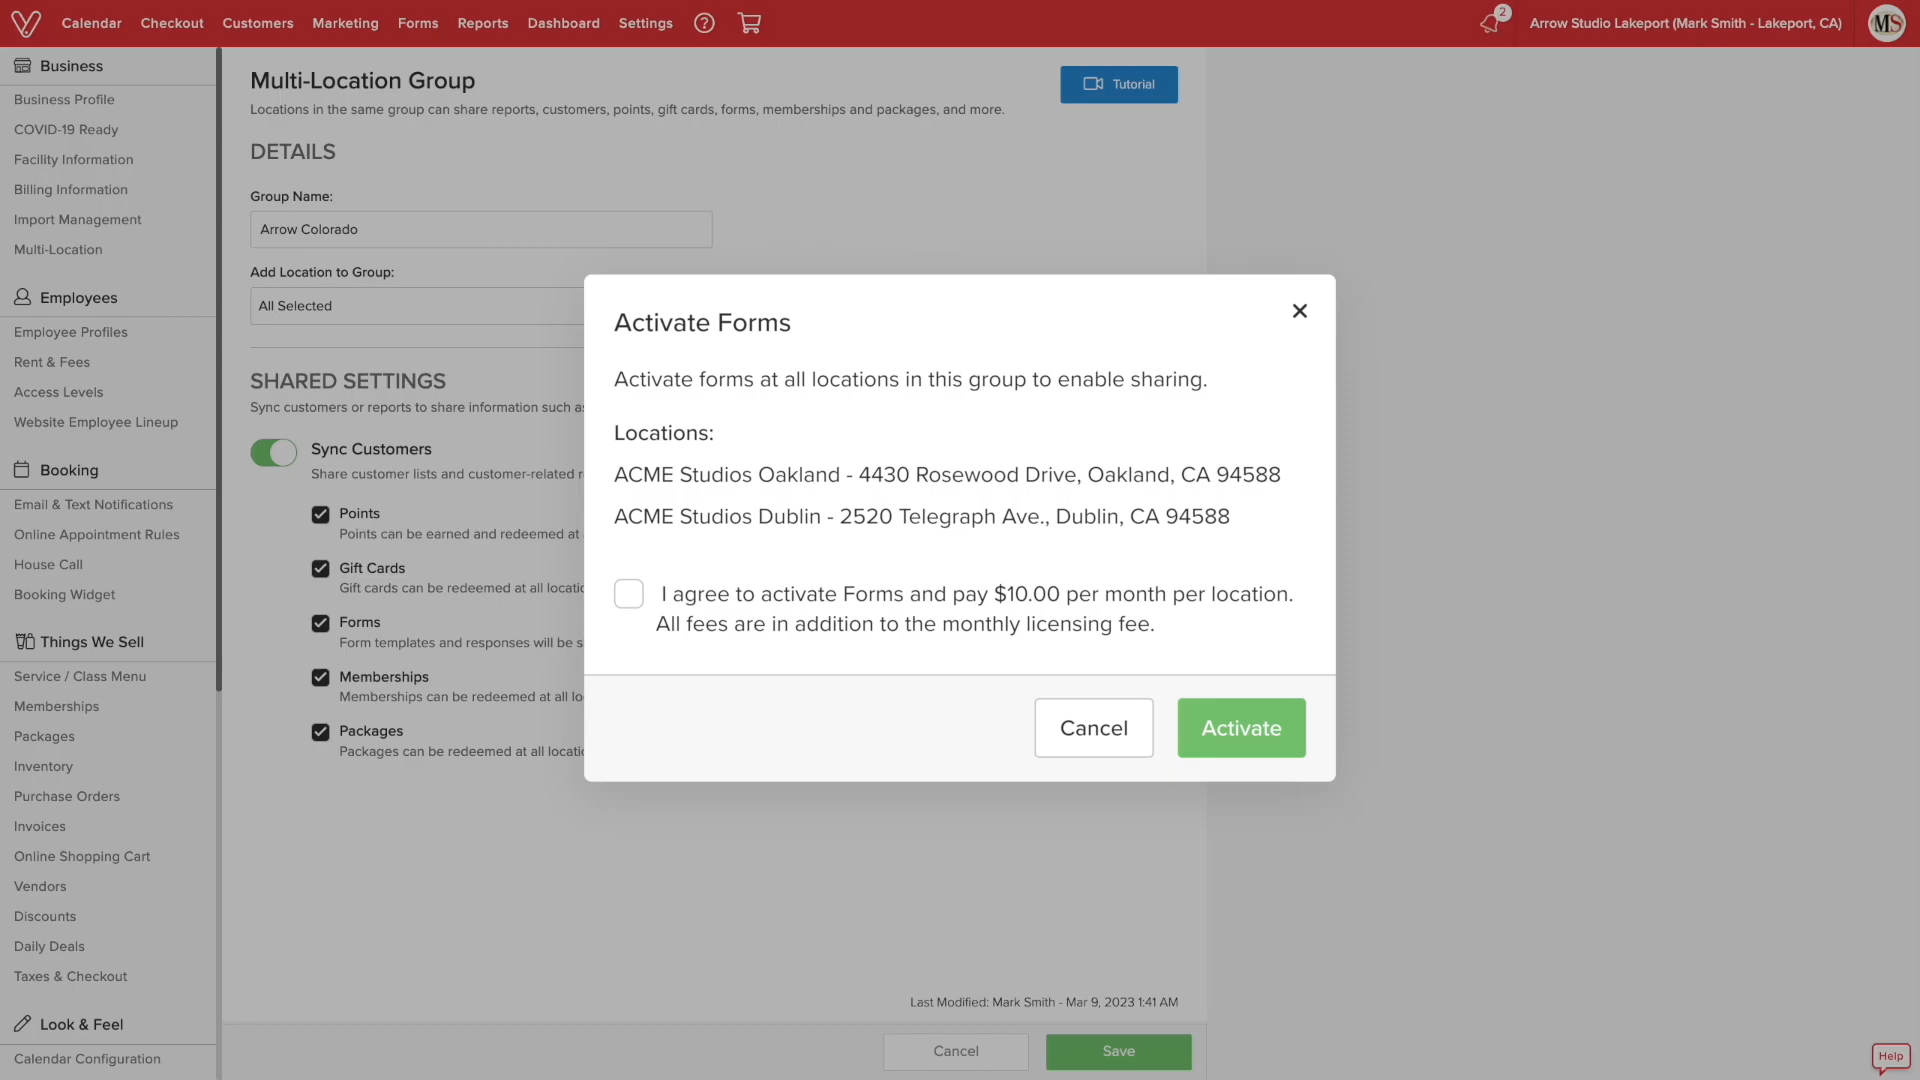 Calendar
Checkout
Customers
Marketing
Forms
Reports
Dashboard
Settings
?
2
Arrow Studio Lakeport (Mark Smith - Lakeport, CA)
MS
Business
Business Profile
COVID-19 Ready
Facility Information
Billing Information
Import Management
Multi-Location
Employees
Employee Profiles
Rent & Fees
Access Levels
Website Employee Lineup
Booking
Email & Text Notifications
Online Appointment Rules
House Call
Booking Widget
Things We Sell
Service / Class Menu
Memberships
Packages
Inventory
Purchase Orders
Invoices
Online Shopping Cart
Vendors
Discounts
Daily Deals
Taxes & Checkout
Look & Feel
Calendar Configuration
Multi-Location Group
Tutorial
Locations in the same group can share reports, customers, points, gift cards, forms, memberships and packages, and more.
DETAILS
Group Name:
Arrow Colorado
Add Location to Group:
All Selected
SHARED SETTINGS
Sync customers or reports to share information such as
Sync Customers
Share customer lists and customer-related
Points
Points can be earned and redeemed at
Gift Cards
Gift cards can be redeemed at all
Forms
Form templates and responses will be
Memberships
Memberships can be redeemed at all
Packages
Packages can be redeemed at all
Activate Forms
Activate forms at all locations in this group to enable sharing.
Locations:
ACME Studios Oakland - 4430 Rosewood Drive, Oakland, CA 94588
ACME Studios Dublin - 2520 Telegraph Ave., Dublin, CA 94588
I agree to activate Forms and pay $10.00 per month per location.
All fees are in addition to the monthly licensing fee.
Cancel
Activate
Last Modified: Mark Smith - Mar 9, 2023 1:41 AM
Cancel
Save
Help